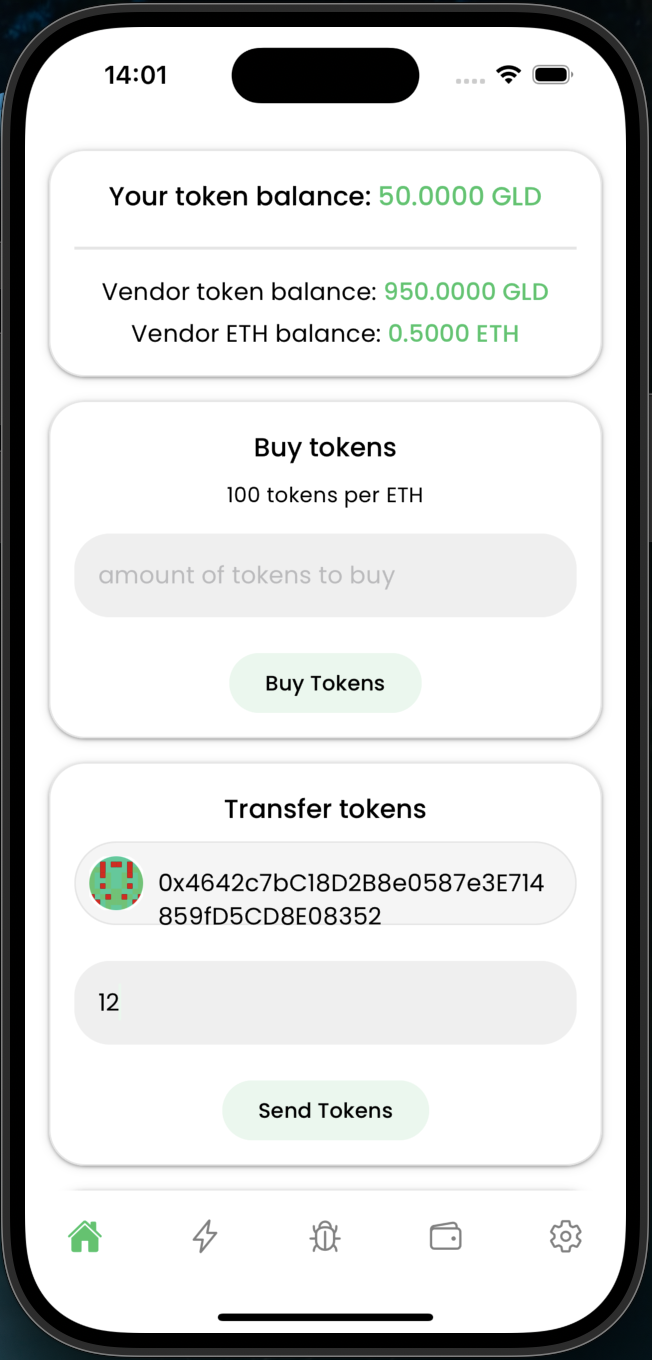 14:01
Your token balance: 50.0000 GLD
Vendor token balance: 950.0000 GLD
Vendor ETH balance: 0.5000 ETH
Buy tokens
100 tokens per ETH
amount of tokens to buy
Buy Tokens
Transfer tokens
0x4642c7bC18D2B8e0587e3E714
859fD5CD8E08352
12
Send Tokens